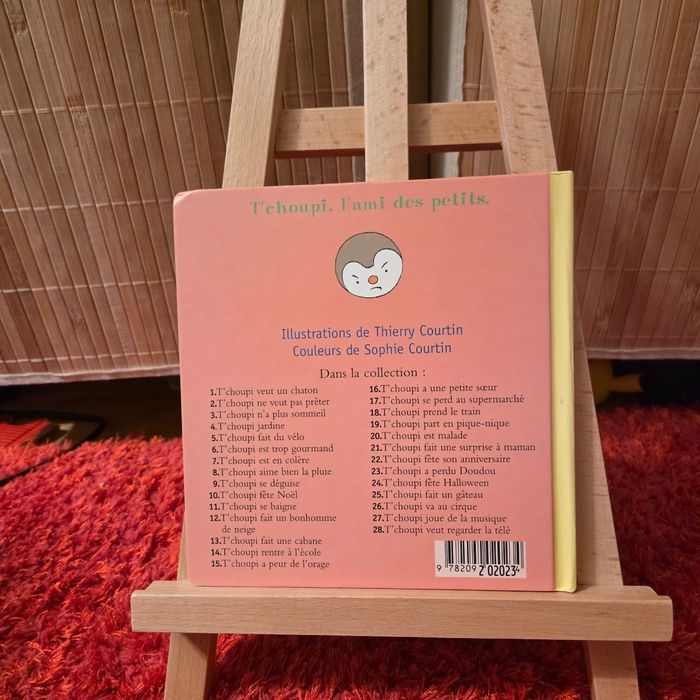 T'choupi, l'ami des petits.
Illustrations de Thierry Courtin
Couleurs de Sophie Courtin
Dans la collection :
1.T'choupi veut un chaton
2.T'choupi ne veut pas prêter
3.T'choupi n'a plus sommeil
4.T'choupi jardine
5.T'choupi fait du vélo
6.T'choupi est trop gourmand
7.T'choupi est en colère
8.T'choupi aime bien la pluie
9.T'choupi se déguise
10.T'choupi fête Noël
11.T'choupi se baigne
12.T'choupi fait un bonhomme
de neige
13.T'choupi fait une cabane
14.T'choupi rentre à l'école
15.T'choupi a peur de l'orage
16.T'choupi a une petite sœur
17.T'choupi se perd au supermarché
18.T'choupi prend le train
19.T'choupi part en pique-nique
20.T'choupi est malade
21.T'choupi fait une surprise à maman
22.T'choupi fête son anniversaire
23.T'choupi a perdu Doudou
24.T'choupi fête Halloween
25.T'choupi fait un gâteau
26.T'choupi va au cirque
27.T'choupi joue de la musique
28.T'choupi veut regarder la télé
9 78209 2 02023 4